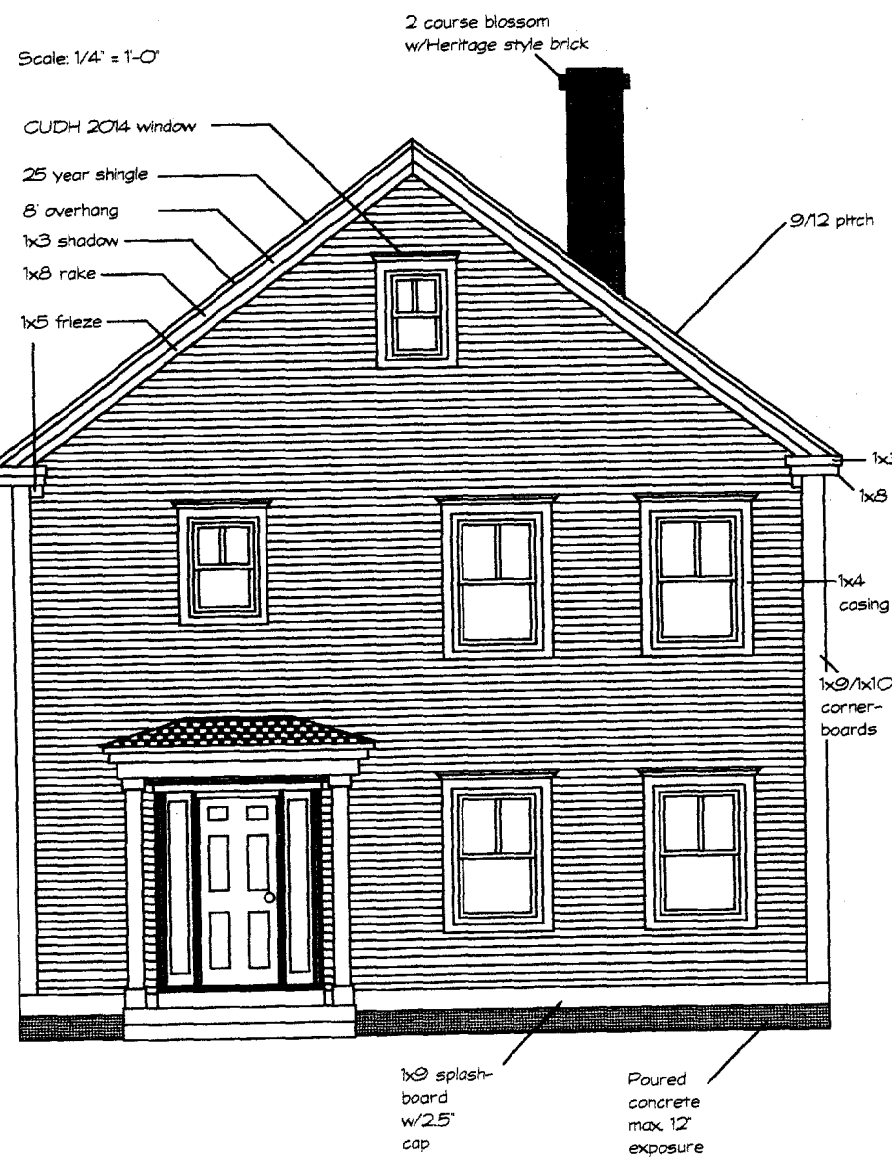 2 course blossom
w/Heritage style brick
Scale: 1/4" = 1'-0"
CUDH 2014 window
25 year shingle
8" overhang
1x3 shadow
1x8 rake
1x5 frieze
9/12 pitch
1x8
1x4
casing
1x9/1x10
corner-
boards
1x9 splash-
board
w/2.5"
cap
Poured
concrete
max. 12"
exposure